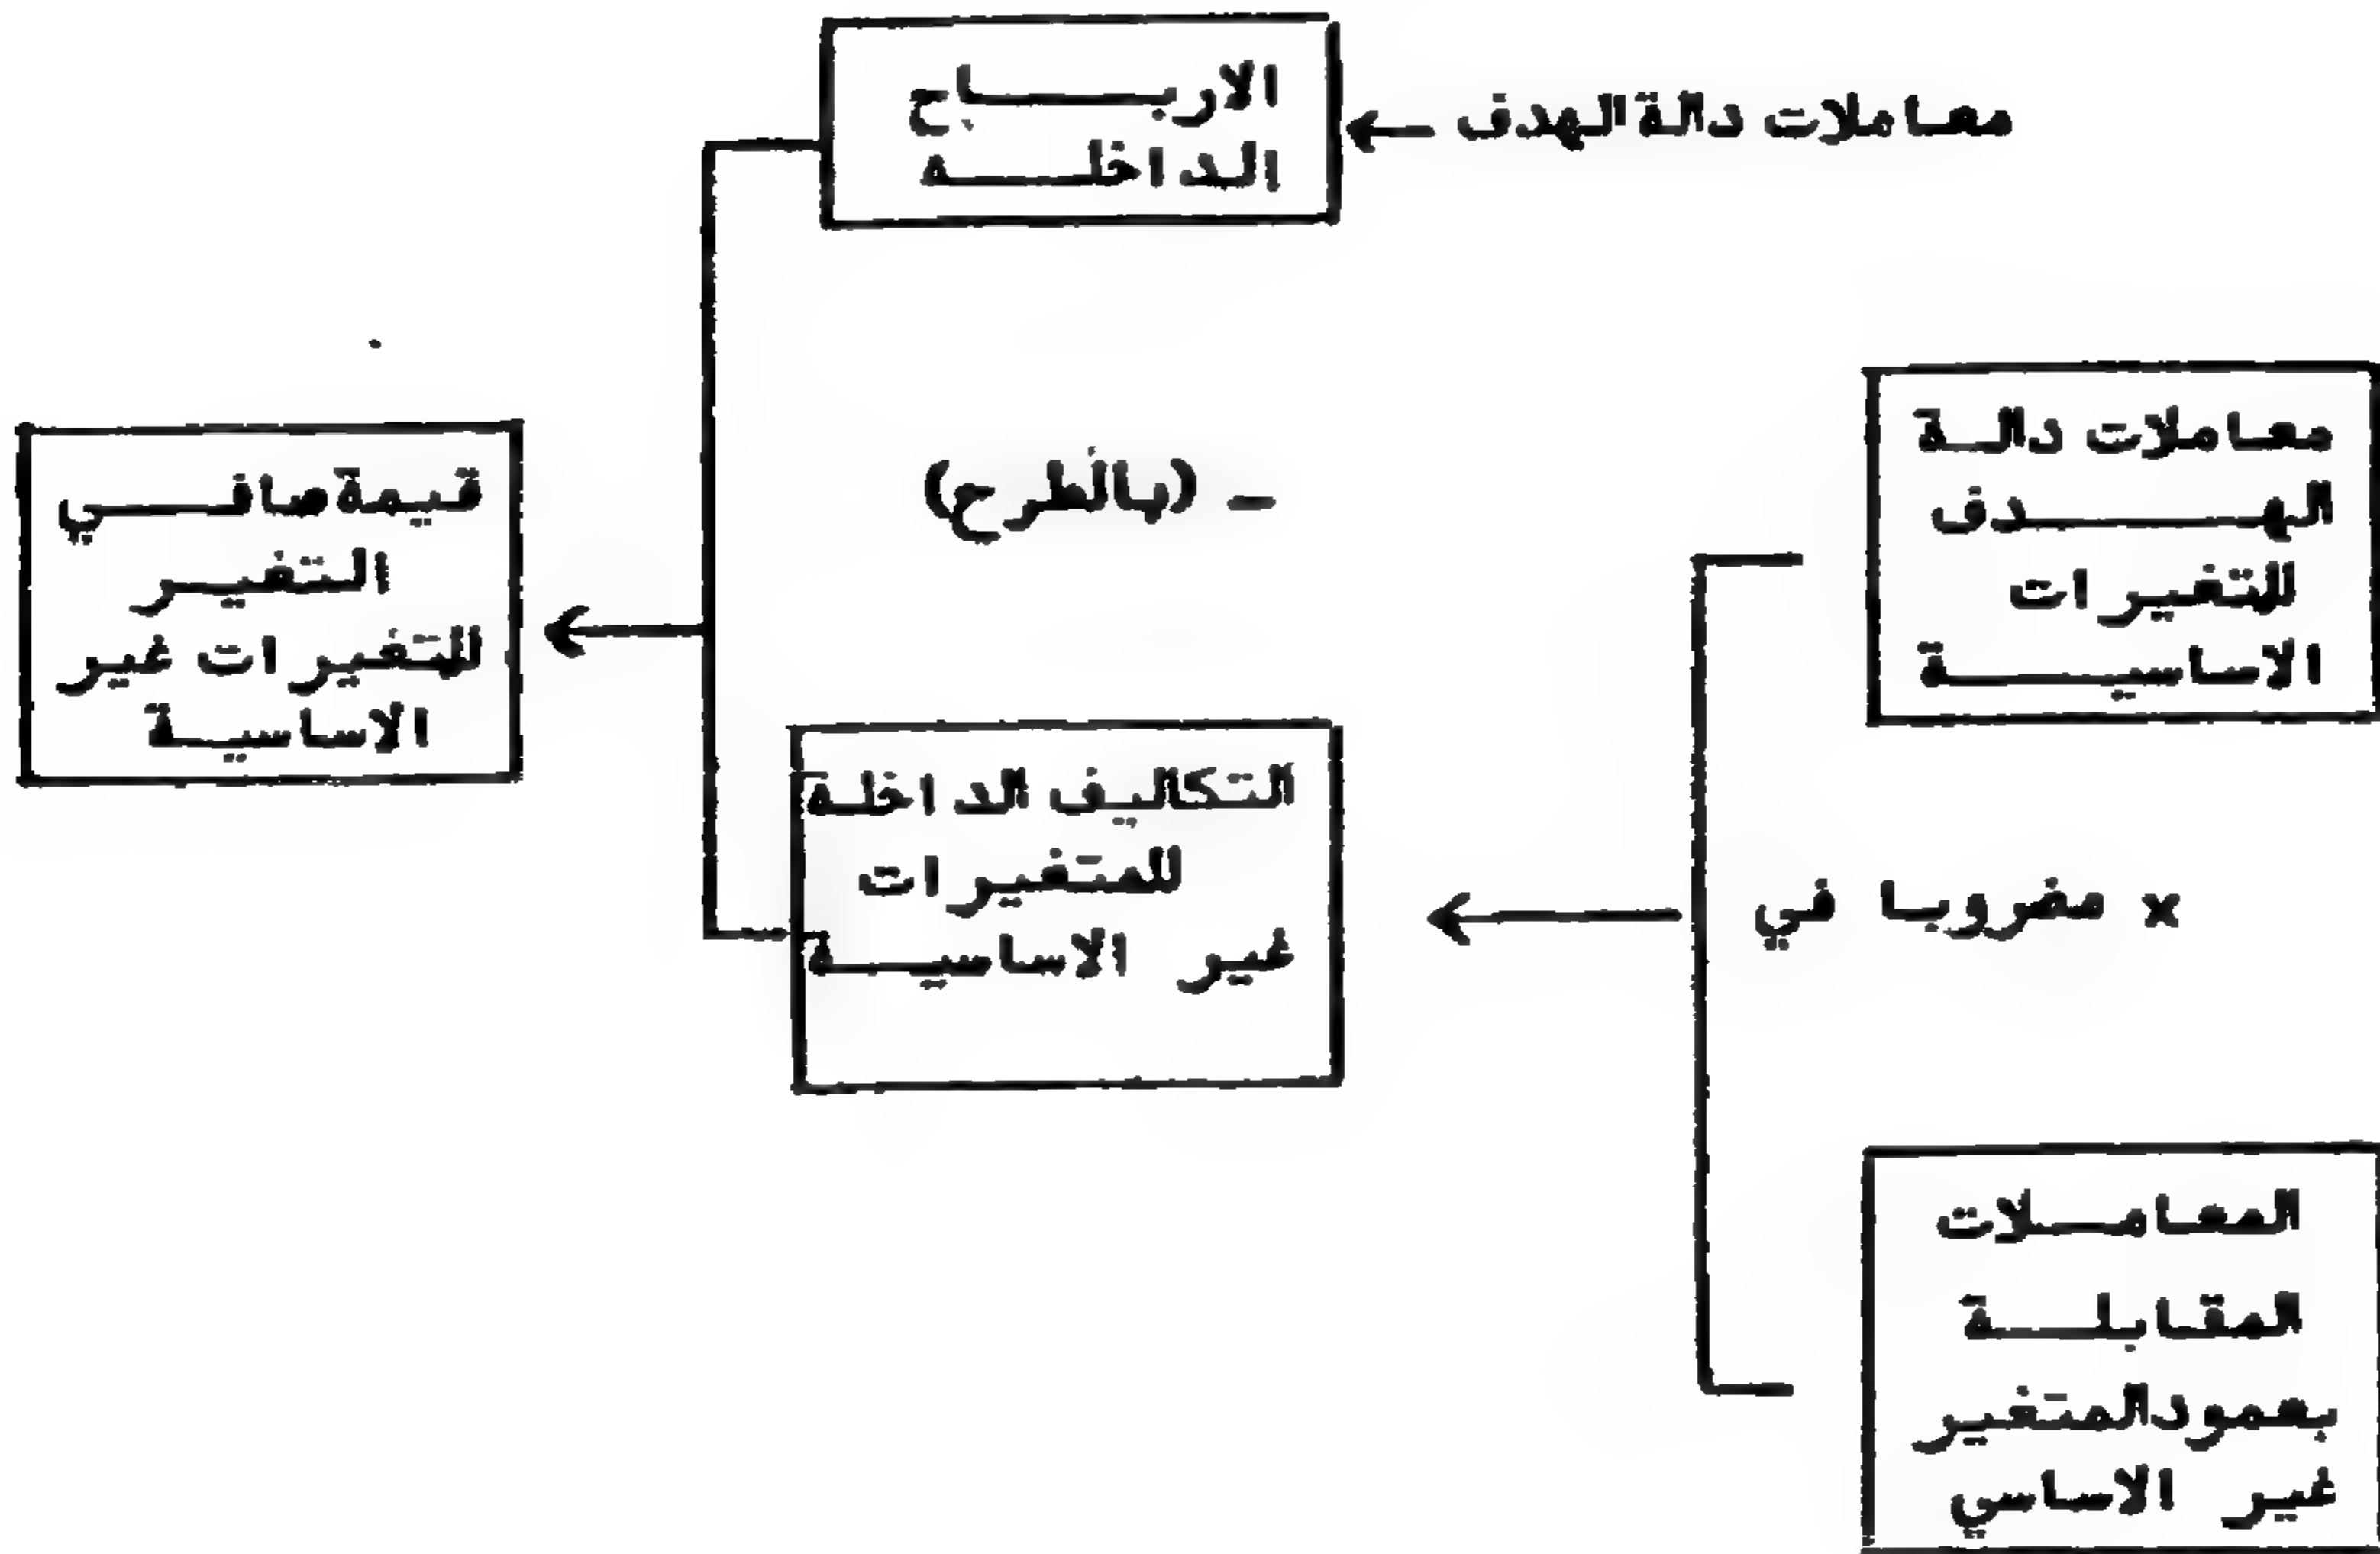 الارباح
الداخلة
معاملات دالة الهدف
معاملات دالة
الهدف
للتغيرات
الاساسية
- (بالطرح)
قيمة صافي
التغير
للتغيرات غير
الاساسية
التكاليف الداخلة
للمتغيرات
غير الاساسية
x مضروبا في
المعاملات
المقابلة
بعمود المتغير
غير الاساسي